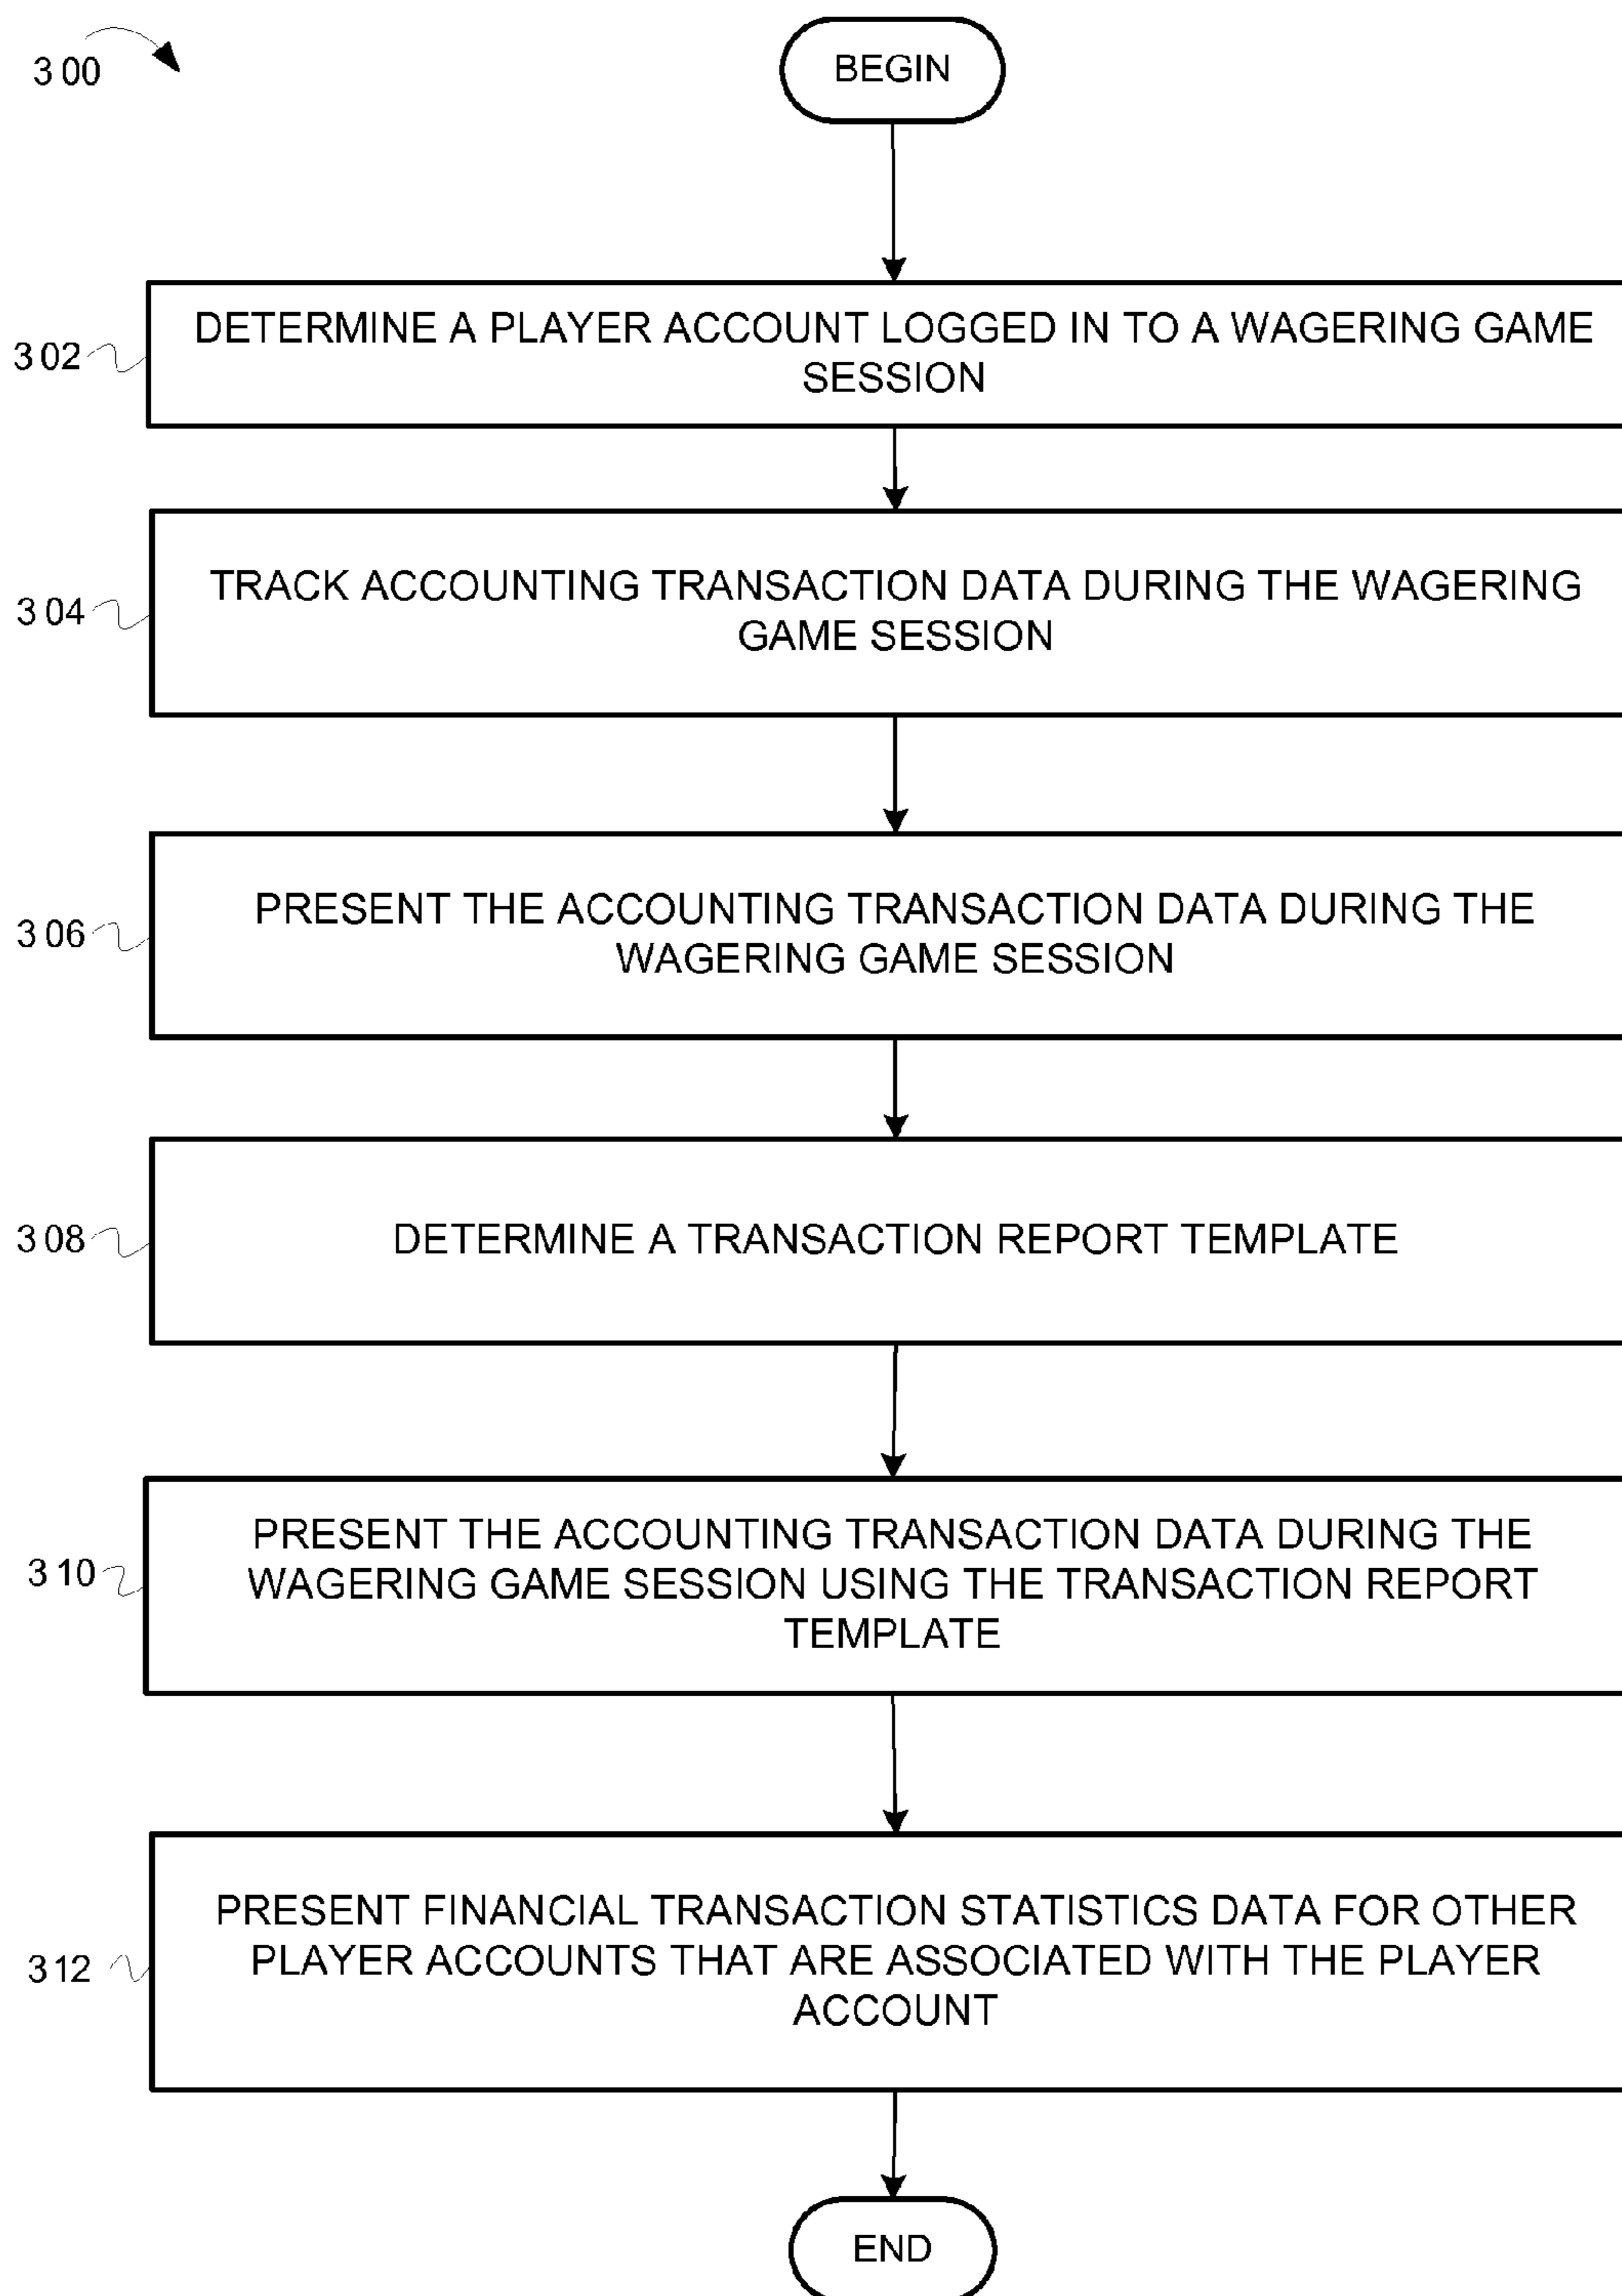 300
BEGIN
302
DETERMINE A PLAYER ACCOUNT LOGGED IN TO A WAGERING GAME
SESSION
304
TRACK ACCOUNTING TRANSACTION DATA DURING THE WAGERING
GAME SESSION
306
PRESENT THE ACCOUNTING TRANSACTION DATA DURING THE
WAGERING GAME SESSION
308
DETERMINE A TRANSACTION REPORT TEMPLATE
310
PRESENT THE ACCOUNTING TRANSACTION DATA DURING THE
WAGERING GAME SESSION USING THE TRANSACTION REPORT
TEMPLATE
312
PRESENT FINANCIAL TRANSACTION STATISTICS DATA FOR OTHER
PLAYER ACCOUNTS THAT ARE ASSOCIATED WITH THE PLAYER
ACCOUNT
END